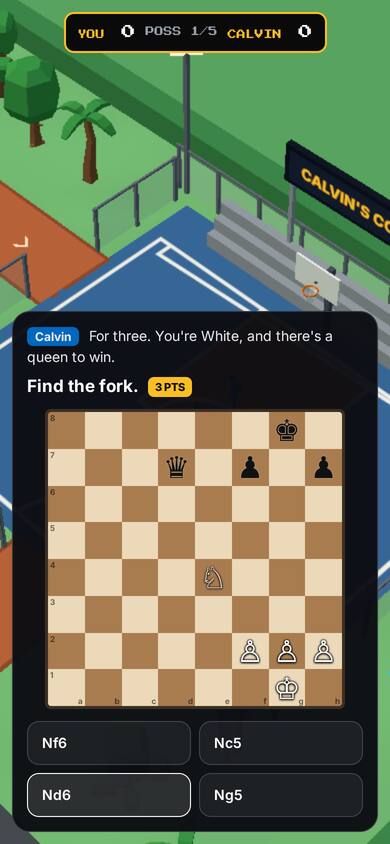 YOU 0 POSS 1/5 CALVIN 0
CALVIN'S CO
Calvin For three. You're White, and there's a
queen to win.
Find the fork. 3 PTS
8
7
6
5
4
3
2
1
a b c d e f g h
Nf6 Nc5
Nd6 Ng5